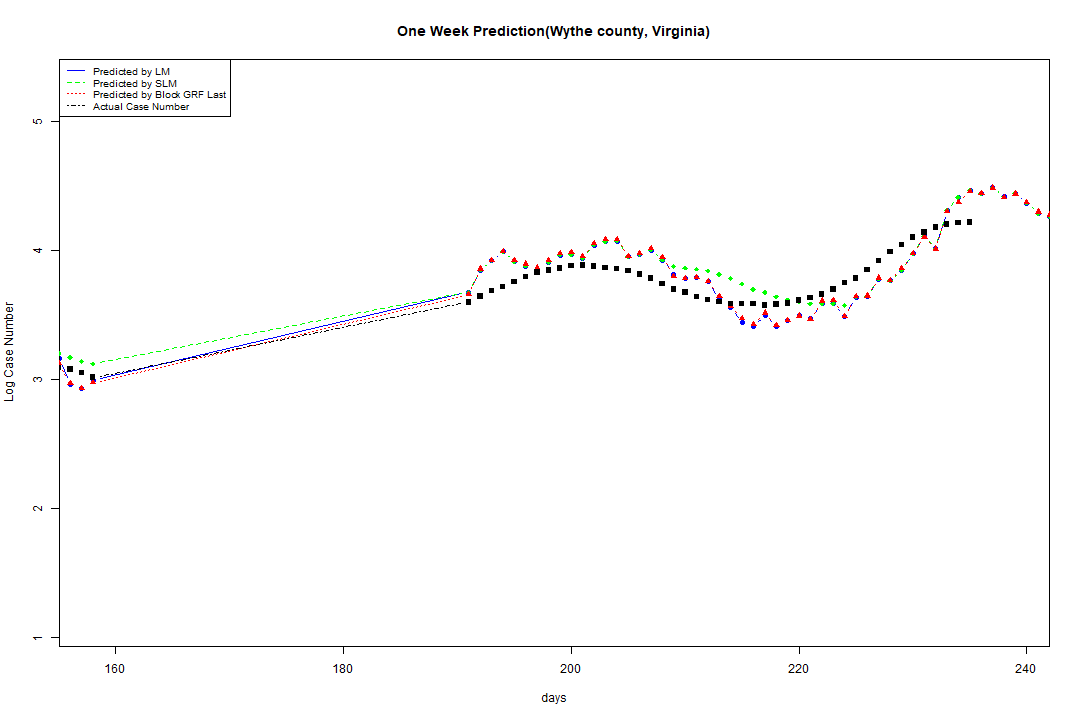 One Week Prediction(Wythe county, Virginia)
Predicted by LM
Predicted by SLM
Predicted by Block GRF Last
Actual Case Number
5
4
3
2
1
Log Case Number
160 180 200 220 240
days